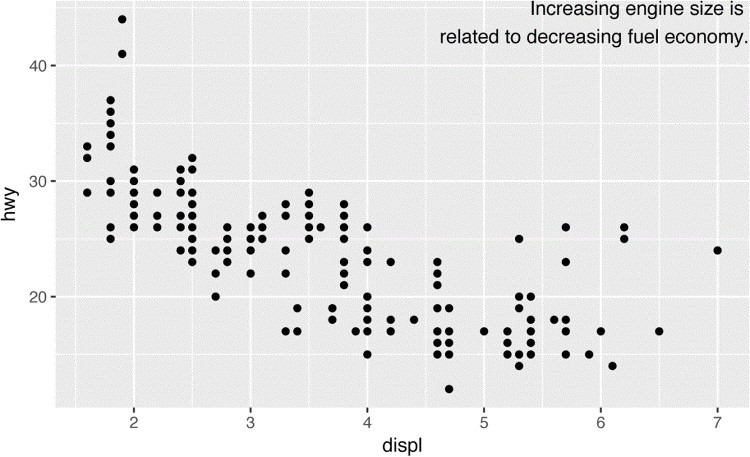 Increasing engine size is
related to decreasing fuel economy.
40
30
20
hwy
2 3 4 5 6 7
displ